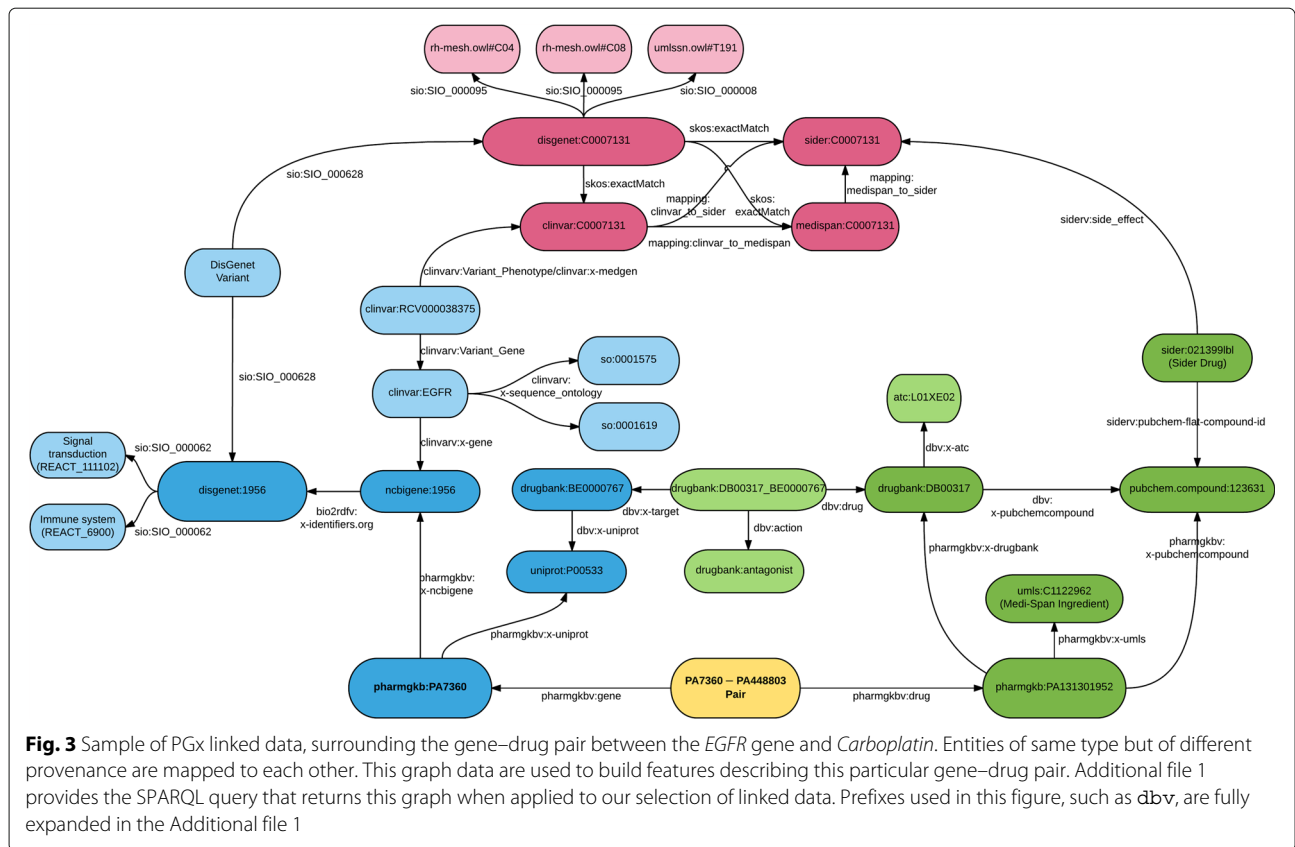 rh-mesh.owl#C04
rh-mesh.owl#C08
umlssn.owl#T191
sio:SIO_000095
sio:SIO_000095
sio:SIO_000008
disgenet:C0007131
skos:exactMatch
sider:C0007131
sio:SIO_000628
skos:exactMatch
mapping:
clinvar_to_sider
skos:
exactMatch
mapping:
medispan_to_sider
clinvar:C0007131
medispan:C0007131
mapping:clinvar_to_medispan
siderv:side_effect
DisGenet
Variant
clinvarv:Variant_Phenotype/clinvar:x-medgen
clinvar:RCV000038375
clinvarv:Variant_Gene
so:0001575
sider:021399lbl
(Sider Drug)
sio:SIO_000628
clinvar:EGFR
clinvarv:
x-sequence_ontology
atc:L01XE02
so:0001619
siderv:pubchem-flat-compound-id
Signal
transduction
(REACT_111102)
sio:SIO_000062
clinvarv:x-gene
dbv:x-atc
disgenet:1956
ncbigene:1956
drugbank:BE0000767
drugbank:DB00317_BE0000767
drugbank:DB00317
pubchem.compound:123631
bio2rdfv:
x-identifiers.org
dbv:x-target
dbv:drug
dbv:
x-pubchemcompound
Immune system
(REACT_6900)
sio:SIO_000062
dbv:x-uniprot
dbv:action
pharmgkbv:x-drugbank
pharmgkbv:
x-pubchemcompound
uniprot:P00533
drugbank:antagonist
pharmgkbv:
x-ncbigene
umls:C1122962
(Medi-Span Ingredient)
pharmgkbv:x-uniprot
pharmgkbv:x-umls
pharmgkb:PA7360
pharmgkbv:gene
PA7360 – PA448803
Pair
pharmgkbv:drug
pharmgkb:PA131301952
Fig. 3 Sample of PGx linked data, surrounding the gene–drug pair between the EGFR gene and Carboplatin. Entities of same type but of different
provenance are mapped to each other. This graph data are used to build features describing this particular gene–drug pair. Additional file 1
provides the SPARQL query that returns this graph when applied to our selection of linked data. Prefixes used in this figure, such as dbv, are fully
expanded in the Additional file 1